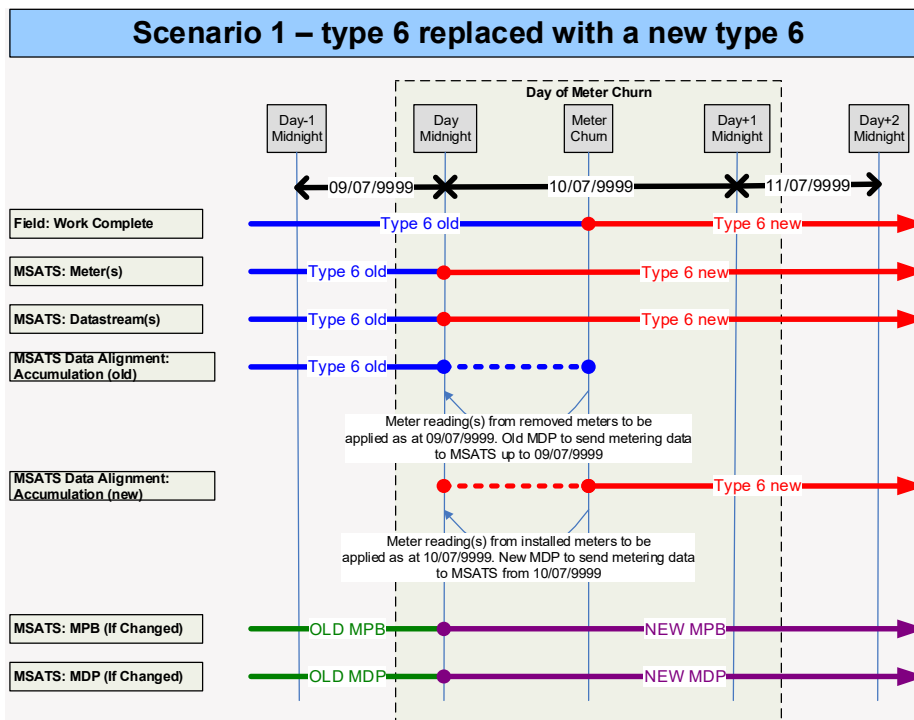 Scenario 1 – type 6 replaced with a new type 6
Day of Meter Churn
Day-1
Midnight
Day
Midnight
Meter
Churn
Day+1
Midnight
Day+2
Midnight
09/07/9999
10/07/9999
11/07/9999
Field: Work Complete
Type 6 old
Type 6 new
MSATS: Meter(s)
Type 6 old
Type 6 new
MSATS: Datastream(s)
Type 6 old
Type 6 new
MSATS Data Alignment:
Accumulation (old)
Type 6 old
Meter reading(s) from removed meters to be
applied as at 09/07/9999. Old MDP to send metering data
to MSATS up to 09/07/9999
MSATS Data Alignment:
Accumulation (new)
Type 6 new
Meter reading(s) from installed meters to be
applied as at 10/07/9999. New MDP to send metering data
to MSATS from 10/07/9999
MSATS: MPB (If Changed)
OLD MPB
NEW MPB
MSATS: MDP (If Changed)
OLD MDP
NEW MDP